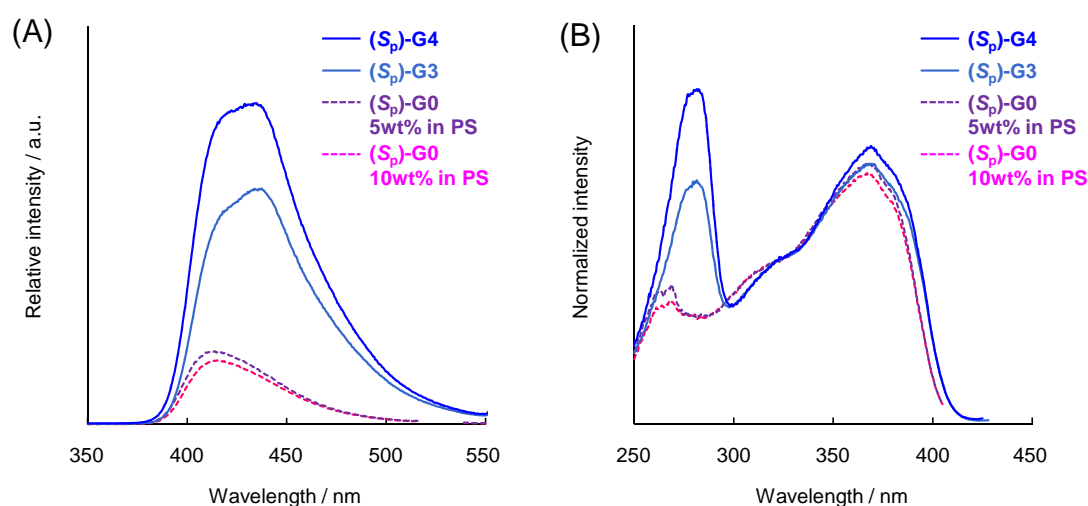 (A)
(Sp)-G4
(Sp)-G3
(Sp)-G0
5wt% in PS
(Sp)-G0
10wt% in PS
Relative intensity / a.u.
350 400 450 500 550
Wavelength / nm
(B)
(Sp)-G4
(Sp)-G3
(Sp)-G0
5wt% in PS
(Sp)-G0
10wt% in PS
Normalized intensity
250 300 350 400 450
Wavelength / nm